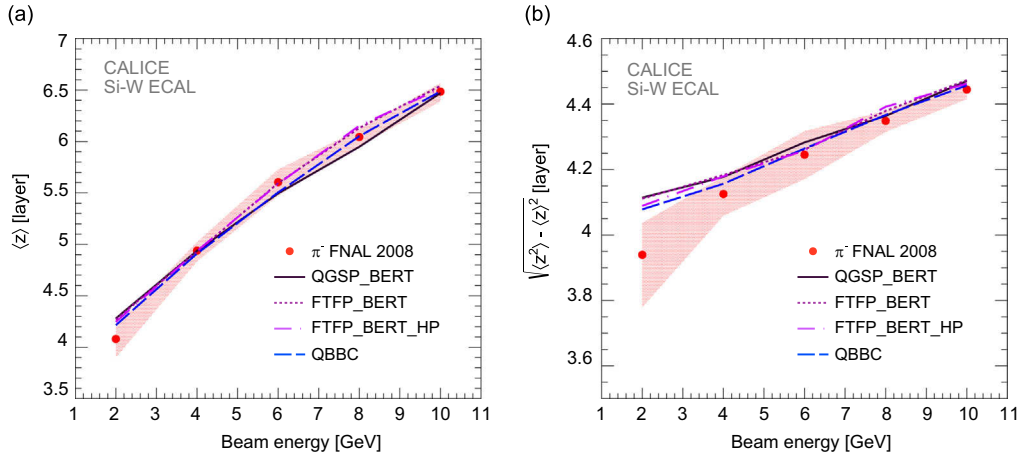 (a)
7
6.5
6
5.5
5
4.5
4
3.5
⟨z⟩ [layer]
CALICE
Si-W ECAL
π⁻ FNAL 2008
QGSP_BERT
FTFP_BERT
FTFP_BERT_HP
QBBC
1 2 3 4 5 6 7 8 9 10 11
Beam energy [GeV]
(b)
4.6
4.4
4.2
4
3.8
3.6
√⟨z²⟩ - ⟨z⟩² [layer]
CALICE
Si-W ECAL
π⁻ FNAL 2008
QGSP_BERT
FTFP_BERT
FTFP_BERT_HP
QBBC
1 2 3 4 5 6 7 8 9 10 11
Beam energy [GeV]